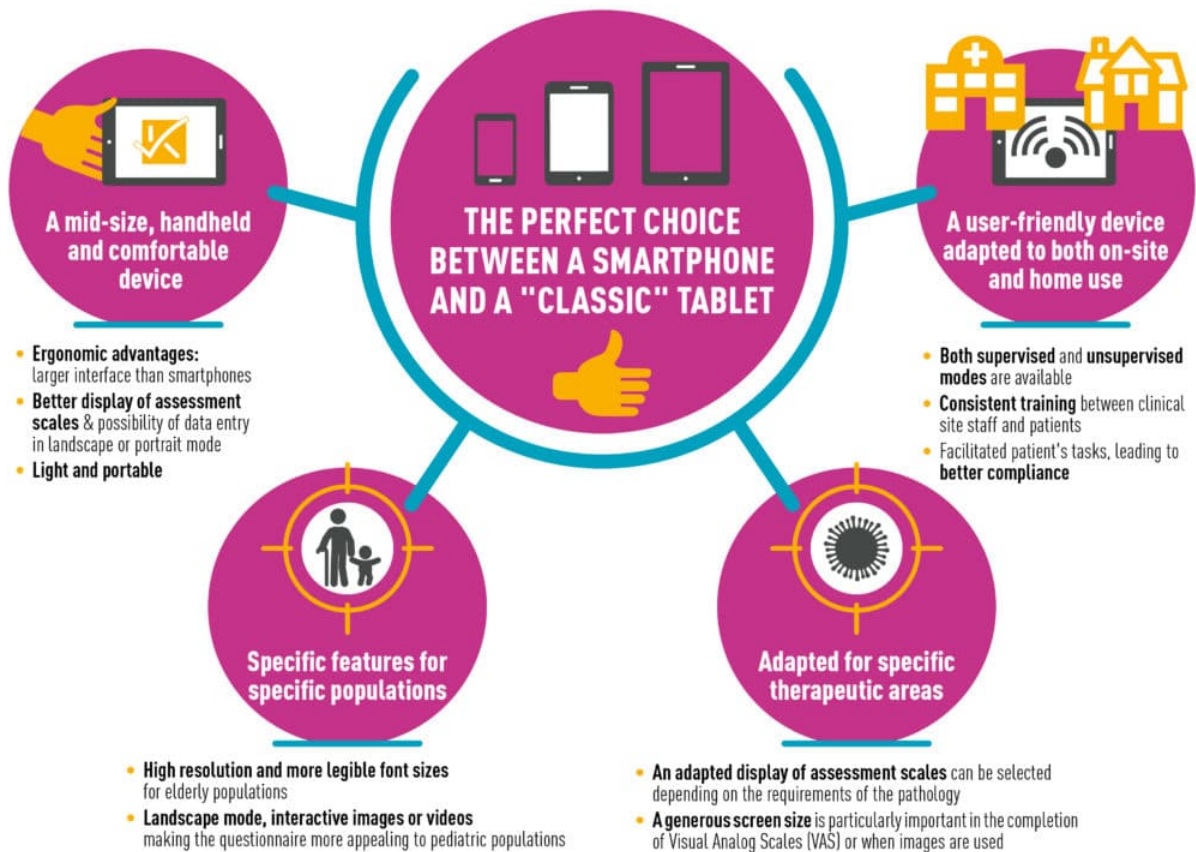 THE PERFECT CHOICE
BETWEEN A SMARTPHONE
AND A "CLASSIC" TABLET
A mid-size, handheld
and comfortable
device
• Ergonomic advantages:
larger interface than smartphones
• Better display of assessment
scales & possibility of data entry
in landscape or portrait mode
• Light and portable
A user-friendly device
adapted to both on-site
and home use
• Both supervised and unsupervised
modes are available
• Consistent training between clinical
site staff and patients
• Facilitated patient's tasks, leading to
better compliance
Specific features for
specific populations
• High resolution and more legible font sizes
for elderly populations
• Landscape mode, interactive images or videos
making the questionnaire more appealing to pediatric populations
Adapted for specific
therapeutic areas
• An adapted display of assessment scales can be selected
depending on the requirements of the pathology
• A generous screen size is particularly important in the completion
of Visual Analog Scales (VAS) or when images are used